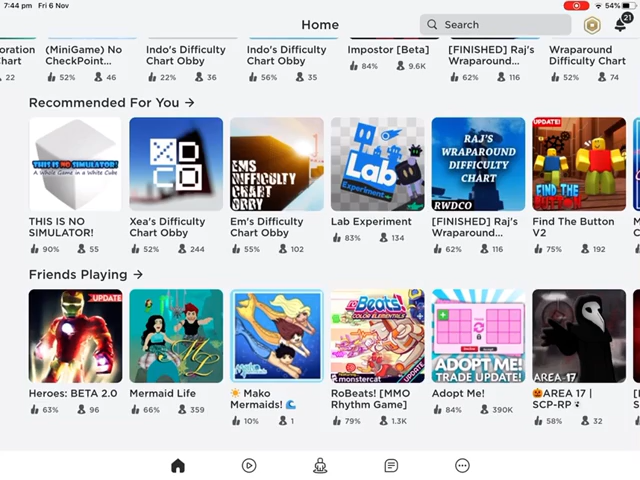 7:44 pm Fri 6 Nov
54%
Home
Search
21
oration
Chart
22
(MiniGame) No
CheckPoint...
52% 46
Indo's Difficulty
Chart Obby
22% 36
Indo's Difficulty
Chart Obby
56% 35
Impostor [Beta]
84% 9.6K
[FINISHED] Raj's
Wraparound...
62% 116
Wraparound
Difficulty Chart
52% 74
Recommended For You →
THIS IS NO SIMULATOR!
A Whole Game in a White Cube
THIS IS NO
SIMULATOR!
90% 55
Xea's Difficulty
Chart Obby
52% 244
EMS
DIFFICULTY
CHART
OBBY
Em's Difficulty
Chart Obby
55% 102
Lab
Experiment
Lab Experiment
83% 134
RAJ'S
WRAPAROUND
DIFFICULTY
CHART
RWDCO
[FINISHED] Raj's
Wraparound...
62% 116
UPDATE!
FIND THE
BUTTON
Find The Button
V2
75% 192
Friends Playing →
UPDATE
Heroes: BETA 2.0
63% 96
ML
Mermaid Life
66% 359
Mako
Mermaids
☀️ Mako
Mermaids! 🌊
10% 1
RoBeats!
COLOR ELEMENTALS
monstercat
UPDATE
RoBeats! [MMO
Rhythm Game]
79% 1.3K
ADOPT ME!
TRADE UPDATE!
Adopt Me!
84% 390K
AREA-17
🎃AREA 17 |
SCP-RP
58% 32